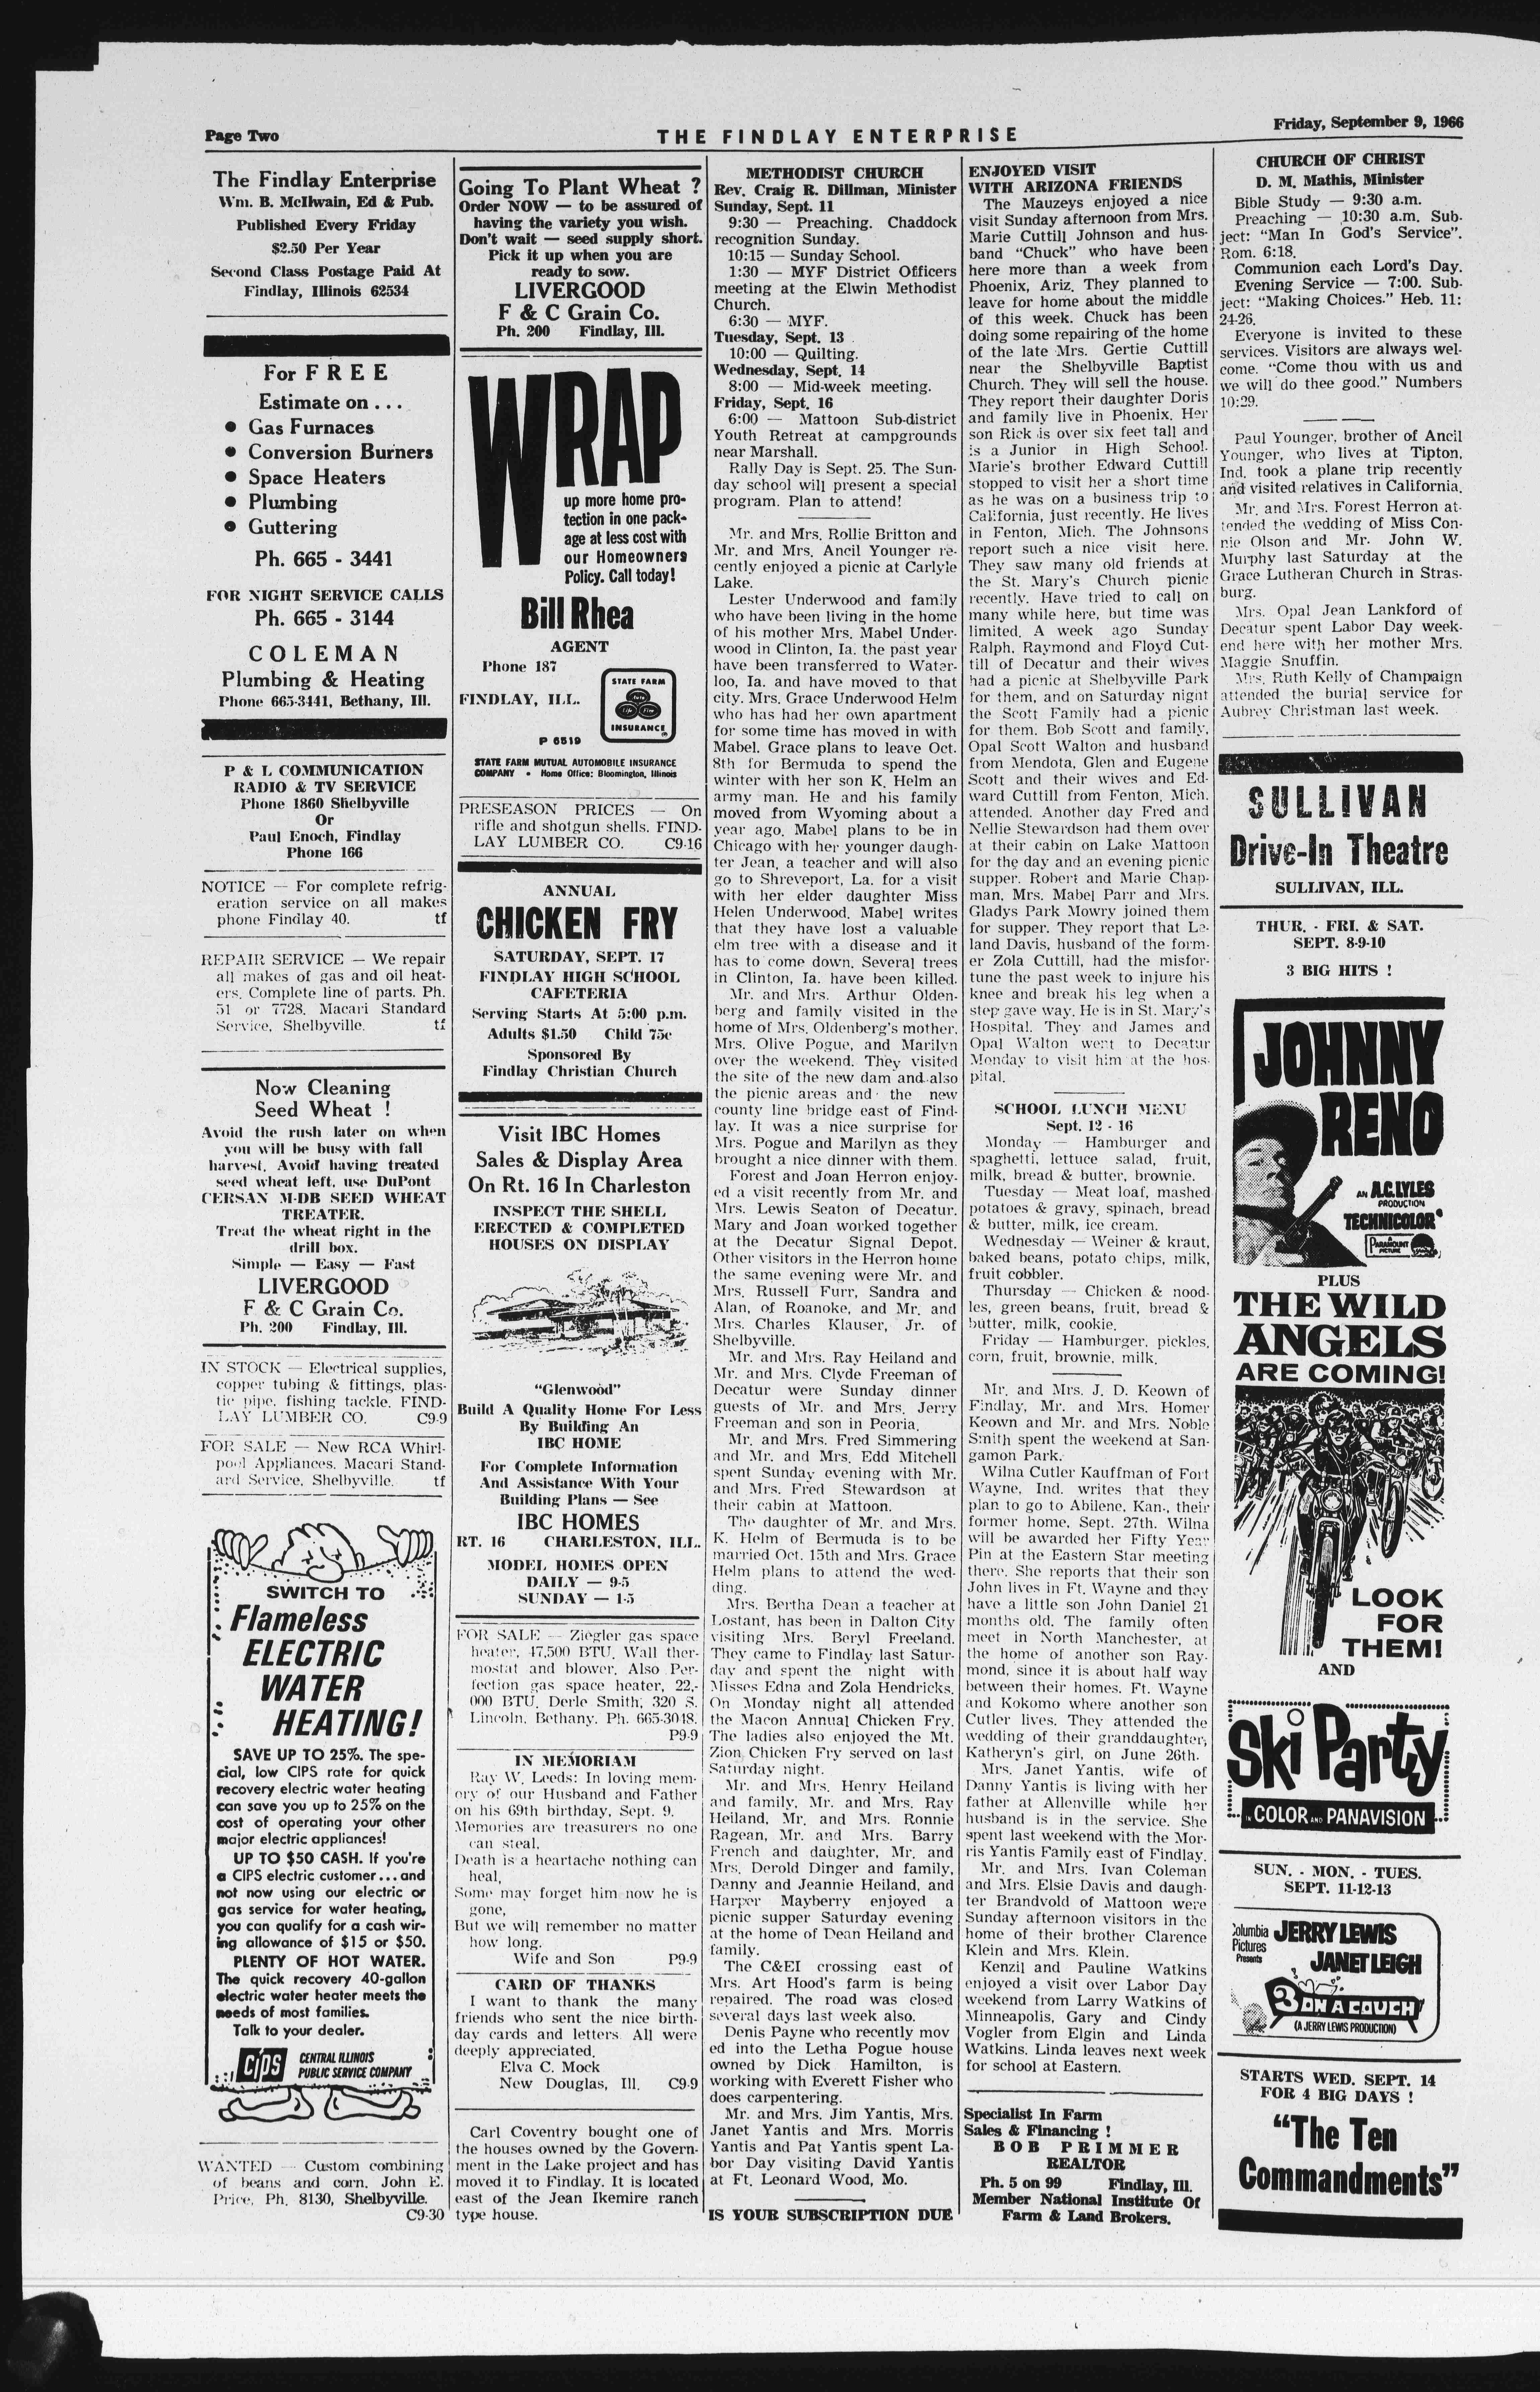 Page Two
THE FINDLAY ENTERPRISE
Friday, September 9, 1966
The Findlay Enterprise
Wm. B. McIlwain, Ed & Pub.
Published Every Friday
$2.50 Per Year
Second Class Postage Paid At
Findlay, Illinois 62534
For FREE
Estimate on . . .
● Gas Furnaces
● Conversion Burners
● Space Heaters
● Plumbing
● Guttering
Ph. 665 - 3441
FOR NIGHT SERVICE CALLS
Ph. 665 - 3144
COLEMAN
Plumbing & Heating
Phone 665-3441, Bethany, Ill.
P & L COMMUNICATION
RADIO & TV SERVICE
Phone 1860 Shelbyville
Or
Paul Enoch, Findlay
Phone 166
NOTICE — For complete refrig-
eration service on all makes
phone Findlay 40. tf
REPAIR SERVICE — We repair
all makes of gas and oil heat-
ers. Complete line of parts. Ph.
51 or 7728. Macari Standard
Service, Shelbyville. tf
Now Cleaning
Seed Wheat !
Avoid the rush later on when
you will be busy with fall
harvest. Avoid having treated
seed wheat left, use DuPont
CERSAN M-DB SEED WHEAT
TREATER.
Treat the wheat right in the
drill box.
Simple — Easy — Fast
LIVERGOOD
F & C Grain Co.
Ph. 200 Findlay, Ill.
IN STOCK — Electrical supplies,
copper tubing & fittings, plas-
tic pipe, fishing tackle. FIND-
LAY LUMBER CO. C9-9
FOR SALE — New RCA Whirl-
pool Appliances. Macari Stand-
ard Service, Shelbyville. tf
SWITCH TO
Flameless
ELECTRIC
WATER
HEATING!
SAVE UP TO 25%. The spe-
cial, low CIPS rate for quick
recovery electric water heating
can save you up to 25% on the
cost of operating your other
major electric appliances!
UP TO $50 CASH. If you're
a CIPS electric customer...and
not now using our electric or
gas service for water heating,
you can qualify for a cash wir-
ing allowance of $15 or $50.
PLENTY OF HOT WATER.
The quick recovery 40-gallon
electric water heater meets the
needs of most families.
Talk to your dealer.
CIPS CENTRAL ILLINOIS
PUBLIC SERVICE COMPANY
WANTED — Custom combining
of beans and corn. John E.
Price, Ph. 8130, Shelbyville.
C9-30
Going To Plant Wheat ?
Order NOW — to be assured of
having the variety you wish.
Don't wait — seed supply short.
Pick it up when you are
ready to sow.
LIVERGOOD
F & C Grain Co.
Ph. 200 Findlay, Ill.
WRAP
up more home pro-
tection in one pack-
age at less cost with
our Homeowners
Policy. Call today!
Bill Rhea
AGENT
Phone 187
FINDLAY, ILL.
STATE FARM
INSURANCE
P 6519
STATE FARM MUTUAL AUTOMOBILE INSURANCE
COMPANY • Home Office: Bloomington, Illinois
PRESEASON PRICES — On
rifle and shotgun shells. FIND-
LAY LUMBER CO. C9-16
ANNUAL
CHICKEN FRY
SATURDAY, SEPT. 17
FINDLAY HIGH SCHOOL
CAFETERIA
Serving Starts At 5:00 p.m.
Adults $1.50 Child 75c
Sponsored By
Findlay Christian Church
Visit IBC Homes
Sales & Display Area
On Rt. 16 In Charleston
INSPECT THE SHELL
ERECTED & COMPLETED
HOUSES ON DISPLAY
"Glenwood"
Build A Quality Home For Less
By Building An
IBC HOME
For Complete Information
And Assistance With Your
Building Plans — See
IBC HOMES
RT. 16 CHARLESTON, ILL.
MODEL HOMES OPEN
DAILY — 9-5
SUNDAY — 1-5
FOR SALE — Ziegler gas space
heater, 47,500 BTU. Wall ther-
mostat and blower. Also Per-
fection gas space heater, 22,-
000 BTU. Derle Smith, 320 S.
Lincoln, Bethany. Ph. 665-3048.
P9-9
IN MEMORIAM
Ray W. Leeds: In loving mem-
ory of our Husband and Father
on his 69th birthday, Sept. 9.
Memories are treasurers no one
can steal,
Death is a heartache nothing can
heal,
Some may forget him now he is
gone,
But we will remember no matter
how long.
Wife and Son P9-9
CARD OF THANKS
I want to thank the many
friends who sent the nice birth-
day cards and letters. All were
deeply appreciated.
Elva C. Mock
New Douglas, Ill. C9-9
Carl Coventry bought one of
the houses owned by the Govern-
ment in the Lake project and has
moved it to Findlay. It is located
east of the Jean Ikemire ranch
type house.
METHODIST CHURCH
Rev. Craig R. Dillman, Minister
Sunday, Sept. 11
9:30 — Preaching. Chaddock
recognition Sunday.
10:15 — Sunday School.
1:30 — MYF District Officers
meeting at the Elwin Methodist
Church.
6:30 — MYF.
Tuesday, Sept. 13
10:00 — Quilting.
Wednesday, Sept. 14
8:00 — Mid-week meeting.
Friday, Sept. 16
6:00 — Mattoon Sub-district
Youth Retreat at campgrounds
near Marshall.
Rally Day is Sept. 25. The Sun-
day school will present a special
program. Plan to attend!
Mr. and Mrs. Rollie Britton and
Mr. and Mrs. Ancil Younger re-
cently enjoyed a picnic at Carlyle
Lake.
Lester Underwood and family
who have been living in the home
of his mother Mrs. Mabel Under-
wood in Clinton, Ia. the past year
have been transferred to Water-
loo, Ia. and have moved to that
city. Mrs. Grace Underwood Helm
who has had her own apartment
for some time has moved in with
Mabel. Grace plans to leave Oct.
8th for Bermuda to spend the
winter with her son K. Helm an
army man. He and his family
moved from Wyoming about a
year ago. Mabel plans to be in
Chicago with her younger daugh-
ter Jean, a teacher and will also
go to Shreveport, La. for a visit
with her elder daughter Miss
Helen Underwood. Mabel writes
that they have lost a valuable
elm tree with a disease and it
has to come down. Several trees
in Clinton, Ia. have been killed.
Mr. and Mrs. Arthur Olden-
berg and family visited in the
home of Mrs. Oldenberg's mother,
Mrs. Olive Pogue, and Marilyn
over the weekend. They visited
the site of the new dam and also
the picnic areas and the new
county line bridge east of Find-
lay. It was a nice surprise for
Mrs. Pogue and Marilyn as they
brought a nice dinner with them.
Forest and Joan Herron enjoy-
ed a visit recently from Mr. and
Mrs. Lewis Seaton of Decatur.
Mary and Joan worked together
at the Decatur Signal Depot.
Other visitors in the Herron home
the same evening were Mr. and
Mrs. Russell Furr, Sandra and
Alan, of Roanoke, and Mr. and
Mrs. Charles Klauser, Jr. of
Shelbyville.
Mr. and Mrs. Ray Heiland and
Mr. and Mrs. Clyde Freeman of
Decatur were Sunday dinner
guests of Mr. and Mrs. Jerry
Freeman and son in Peoria.
Mr. and Mrs. Fred Simmering
and Mr. and Mrs. Edd Mitchell
spent Sunday evening with Mr.
and Mrs. Fred Stewardson at
their cabin at Mattoon.
The daughter of Mr. and Mrs.
K. Helm of Bermuda is to be
married Oct. 15th and Mrs. Grace
Helm plans to attend the wed-
ding.
Mrs. Bertha Dean a teacher at
Lostant, has been in Dalton City
visiting Mrs. Beryl Freeland.
They came to Findlay last Satur-
day and spent the night with
Misses Edna and Zola Hendricks.
On Monday night all attended
the Macon Annual Chicken Fry.
The ladies also enjoyed the Mt.
Zion Chicken Fry served on last
Saturday night.
Mr. and Mrs. Henry Heiland
and family, Mr. and Mrs. Ray
Heiland, Mr. and Mrs. Ronnie
Ragean, Mr. and Mrs. Barry
French and daughter, Mr. and
Mrs. Derold Dinger and family,
Danny and Jeannie Heiland, and
Harper Mayberry enjoyed a
picnic supper Saturday evening
at the home of Dean Heiland and
family.
The C&EI crossing east of
Mrs. Art Hood's farm is being
repaired. The road was closed
several days last week also.
Denis Payne who recently mov
ed into the Letha Pogue house
owned by Dick Hamilton, is
working with Everett Fisher who
does carpentering.
Mr. and Mrs. Jim Yantis, Mrs.
Janet Yantis and Mrs. Morris
Yantis and Pat Yantis spent La-
bor Day visiting David Yantis
at Ft. Leonard Wood, Mo.
IS YOUR SUBSCRIPTION DUE
ENJOYED VISIT
WITH ARIZONA FRIENDS
The Mauzeys enjoyed a nice
visit Sunday afternoon from Mrs.
Marie Cuttill Johnson and hus-
band "Chuck" who have been
here more than a week from
Phoenix, Ariz. They planned to
leave for home about the middle
of this week. Chuck has been
doing some repairing of the home
of the late Mrs. Gertie Cuttill
near the Shelbyville Baptist
Church. They will sell the house.
They report their daughter Doris
and family live in Phoenix. Her
son Rick is over six feet tall and
is a Junior in High School.
Marie's brother Edward Cuttill
stopped to visit her a short time
as he was on a business trip to
California, just recently. He lives
in Fenton, Mich. The Johnsons
report such a nice visit here.
They saw many old friends at
the St. Mary's Church picnic
recently. Have tried to call on
many while here, but time was
limited. A week ago Sunday
Ralph, Raymond and Floyd Cut-
till of Decatur and their wives
had a picnic at Shelbyville Park
for them, and on Saturday night
the Scott Family had a picnic
for them. Bob Scott and family,
Opal Scott Walton and husband
from Mendota, Glen and Eugene
Scott and their wives and Ed-
ward Cuttill from Fenton, Mich.
attended. Another day Fred and
Nellie Stewardson had them over
at their cabin on Lake Mattoon
for the day and an evening picnic
supper. Robert and Marie Chap-
man, Mrs. Mabel Parr and Mrs.
Gladys Park Mowry joined them
for supper. They report that Le-
land Davis, husband of the form-
er Zola Cuttill, had the misfor-
tune the past week to injure his
knee and break his leg when a
step gave way. He is in St. Mary's
Hospital. They and James and
Opal Walton went to Decatur
Monday to visit him at the hos-
pital.
SCHOOL LUNCH MENU
Sept. 12 - 16
Monday — Hamburger and
spaghetti, lettuce salad, fruit,
milk, bread & butter, brownie.
Tuesday — Meat loaf, mashed
potatoes & gravy, spinach, bread
& butter, milk, ice cream.
Wednesday — Weiner & kraut,
baked beans, potato chips, milk,
fruit cobbler.
Thursday — Chicken & nood-
les, green beans, fruit, bread &
butter, milk, cookie.
Friday — Hamburger, pickles,
corn, fruit, brownie, milk.
Mr. and Mrs. J. D. Keown of
Findlay, Mr. and Mrs. Homer
Keown and Mr. and Mrs. Noble
Smith spent the weekend at San-
gamon Park.
Wilna Cutler Kauffman of Fort
Wayne, Ind. writes that they
plan to go to Abilene, Kan., their
former home, Sept. 27th. Wilna
will be awarded her Fifty Year
Pin at the Eastern Star meeting
there. She reports that their son
John lives in Ft. Wayne and they
have a little son John Daniel 21
months old. The family often
meet in North Manchester, at
the home of another son Ray-
mond, since it is about half way
between their homes. Ft. Wayne
and Kokomo where another son
Cutler lives. They attended the
wedding of their granddaughter,
Katheryn's girl, on June 26th.
Mrs. Janet Yantis, wife of
Danny Yantis is living with her
father at Allenville while her
husband is in the service. She
spent last weekend with the Mor-
ris Yantis Family east of Findlay.
Mr. and Mrs. Ivan Coleman
and Mrs. Elsie Davis and daugh-
ter Brandvold of Mattoon were
Sunday afternoon visitors in the
home of their brother Clarence
Klein and Mrs. Klein.
Kenzil and Pauline Watkins
enjoyed a visit over Labor Day
weekend from Larry Watkins of
Minneapolis, Gary and Cindy
Vogler from Elgin and Linda
Watkins. Linda leaves next week
for school at Eastern.
Specialist In Farm
Sales & Financing !
BOB PRIMMER
REALTOR
Ph. 5 on 99 Findlay, Ill.
Member National Institute Of
Farm & Land Brokers.
CHURCH OF CHRIST
D. M. Mathis, Minister
Bible Study — 9:30 a.m.
Preaching — 10:30 a.m. Sub-
ject: "Man In God's Service".
Rom. 6:18.
Communion each Lord's Day.
Evening Service — 7:00. Sub-
ject: "Making Choices." Heb. 11:
24-26.
Everyone is invited to these
services. Visitors are always wel-
come. "Come thou with us and
we will do thee good." Numbers
10:29.
Paul Younger, brother of Ancil
Younger, who lives at Tipton,
Ind. took a plane trip recently
and visited relatives in California.
Mr. and Mrs. Forest Herron at-
tended the wedding of Miss Con-
nie Olson and Mr. John W.
Murphy last Saturday at the
Grace Lutheran Church in Stras-
burg.
Mrs. Opal Jean Lankford of
Decatur spent Labor Day week-
end here with her mother Mrs.
Maggie Snuffin.
Mrs. Ruth Kelly of Champaign
attended the burial service for
Aubrey Christman last week.
SULLIVAN
Drive-In Theatre
SULLIVAN, ILL.
THUR. - FRI. & SAT.
SEPT. 8-9-10
3 BIG HITS !
JOHNNY
RENO
AN A.C. LYLES
PRODUCTION
TECHNICOLOR
PARAMOUNT
PICTURE
PLUS
THE WILD
ANGELS
ARE COMING!
LOOK
FOR
THEM!
AND
Ski Party
IN COLOR AND PANAVISION
SUN. - MON. - TUES.
SEPT. 11-12-13
Columbia
Pictures
Presents
JERRY LEWIS
JANET LEIGH
3 ON A COUCH
(A JERRY LEWIS PRODUCTION)
STARTS WED. SEPT. 14
FOR 4 BIG DAYS !
"The Ten
Commandments"